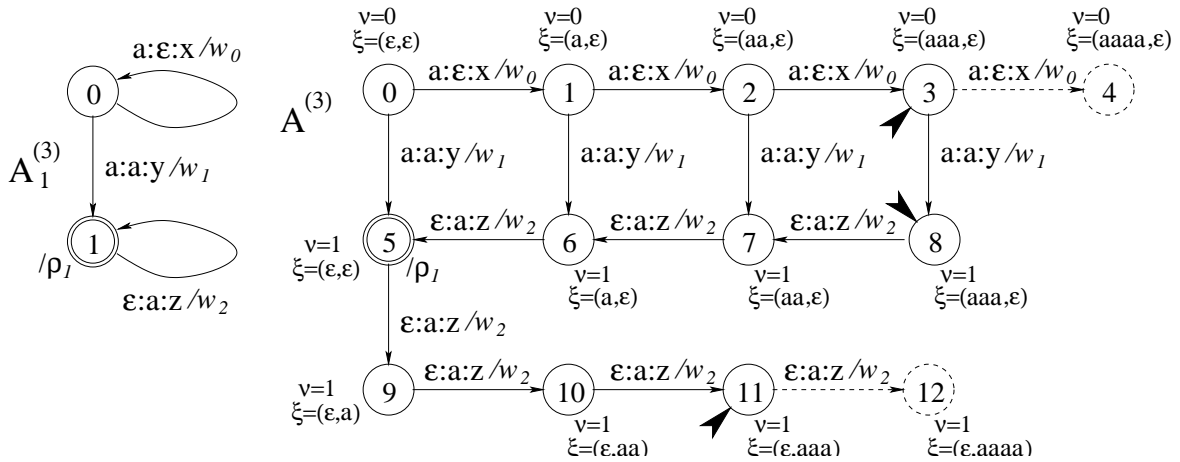 ν=0 ν=0 ν=0 ν=0 ν=0
ξ=(ε,ε) ξ=(a,ε) ξ=(aa,ε) ξ=(aaa,ε) ξ=(aaaa,ε)
a:ε:x /w₀
0
A₁⁽³⁾
a:a:y /w₁
1
/ρ₁
ε:a:z /w₂
A⁽³⁾
0 a:ε:x /w₀ 1 a:ε:x /w₀ 2 a:ε:x /w₀ 3 a:ε:x /w₀ 4
a:a:y /w₁ a:a:y /w₁ a:a:y /w₁ a:a:y /w₁
5 ε:a:z /w₂ 6 ε:a:z /w₂ 7 ε:a:z /w₂ 8
ν=1 /ρ₁ ν=1 ν=1 ν=1
ξ=(ε,ε) ξ=(a,ε) ξ=(aa,ε) ξ=(aaa,ε)
ε:a:z /w₂
9 ε:a:z /w₂ 10 ε:a:z /w₂ 11 ε:a:z /w₂ 12
ν=1 ν=1 ν=1 ν=1
ξ=(ε,a) ξ=(ε,aa) ξ=(ε,aaa) ξ=(ε,aaaa)